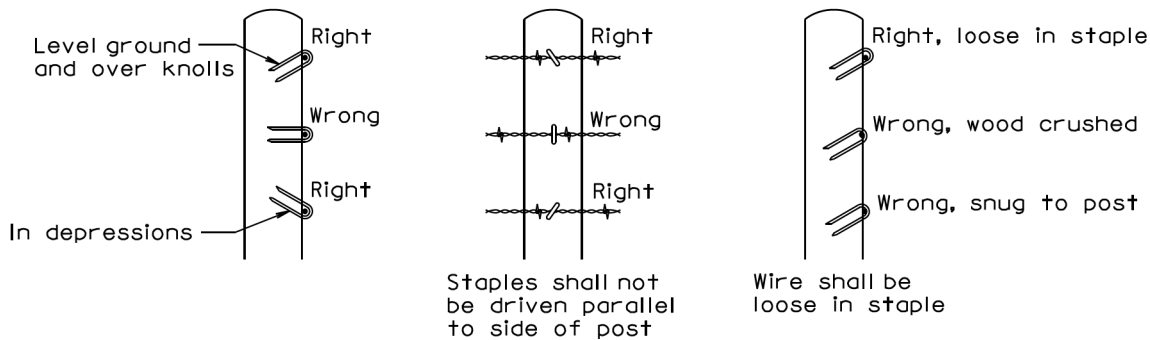 Level ground
and over knolls
Right
Wrong
Right
In depressions
Right
Wrong
Right
Staples shall not
be driven parallel
to side of post
Right, loose in staple
Wrong, wood crushed
Wrong, snug to post
Wire shall be
loose in staple